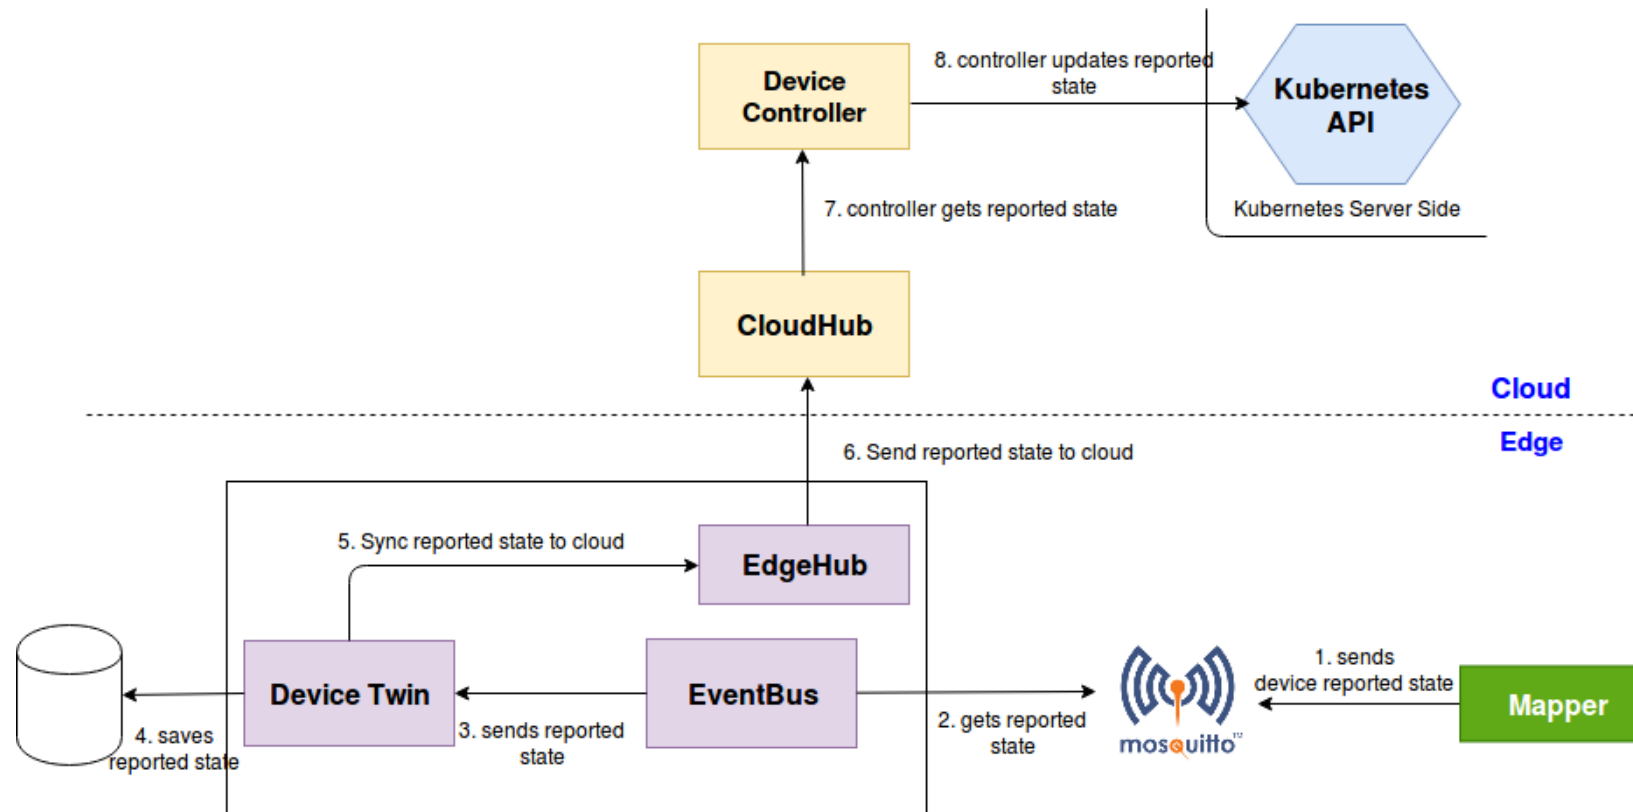 Device
Controller
8. controller updates reported
state
Kubernetes
API
7. controller gets reported state
Kubernetes Server Side
CloudHub
Cloud
Edge
6. Send reported state to cloud
5. Sync reported state to cloud
EdgeHub
Device Twin
EventBus
1. sends
device reported state
Mapper
4. saves
reported state
3. sends reported
state
2. gets reported
state
mosquitto™